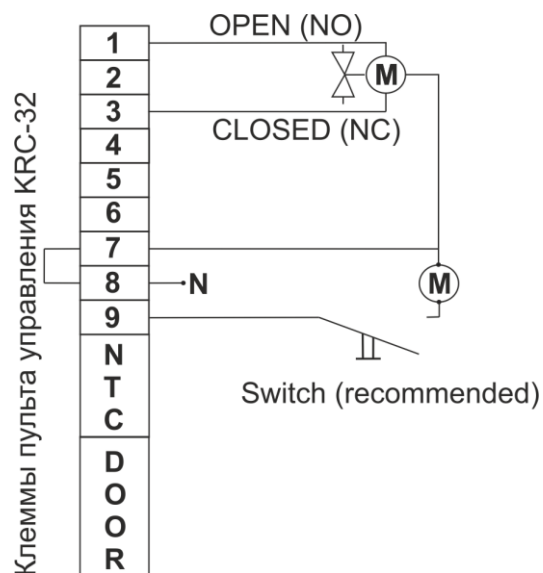 Клеммы пульта управления KRC-32
1
2
3
4
5
6
7
8
9
N
T
C
D
O
O
R
OPEN (NO)
M
CLOSED (NC)
N
M
Switch (recommended)